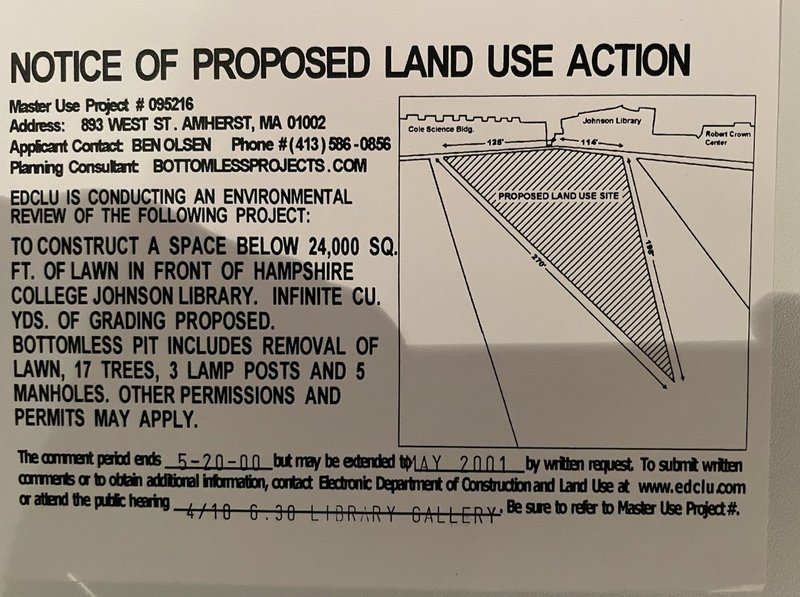 NOTICE OF PROPOSED LAND USE ACTION
Master Use Project # 095216
Address: 893 WEST ST. AMHERST, MA 01002
Applicant Contact: BEN OLSEN Phone #(413)586-0856
Planning Consultant: BOTTOMLESSPROJECTS.COM
EDCLU IS CONDUCTING AN ENVIRONMENTAL
REVIEW OF THE FOLLOWING PROJECT:
TO CONSTRUCT A SPACE BELOW 24,000 SQ.
FT. OF LAWN IN FRONT OF HAMPSHIRE
COLLEGE JOHNSON LIBRARY. INFINITE CU.
YDS. OF GRADING PROPOSED.
BOTTOMLESS PIT INCLUDES REMOVAL OF
LAWN, 17 TREES, 3 LAMP POSTS AND 5
MANHOLES. OTHER PERMISSIONS AND
PERMITS MAY APPLY.
Cole Science Bldg.
Johnson Library
Robert Crown
Center
125'
114'
PROPOSED LAND USE SITE
270'
The comment period ends 5-20-00 but may be extended to MAY 2001 by written request. To submit written
comments or to obtain additional information, contact Electronic Department of Construction and Land Use at www.edclu.com
or attend the public hearing 4/10 6.30 LIBRARY GALLERY. Be sure to refer to Master Use Project #.